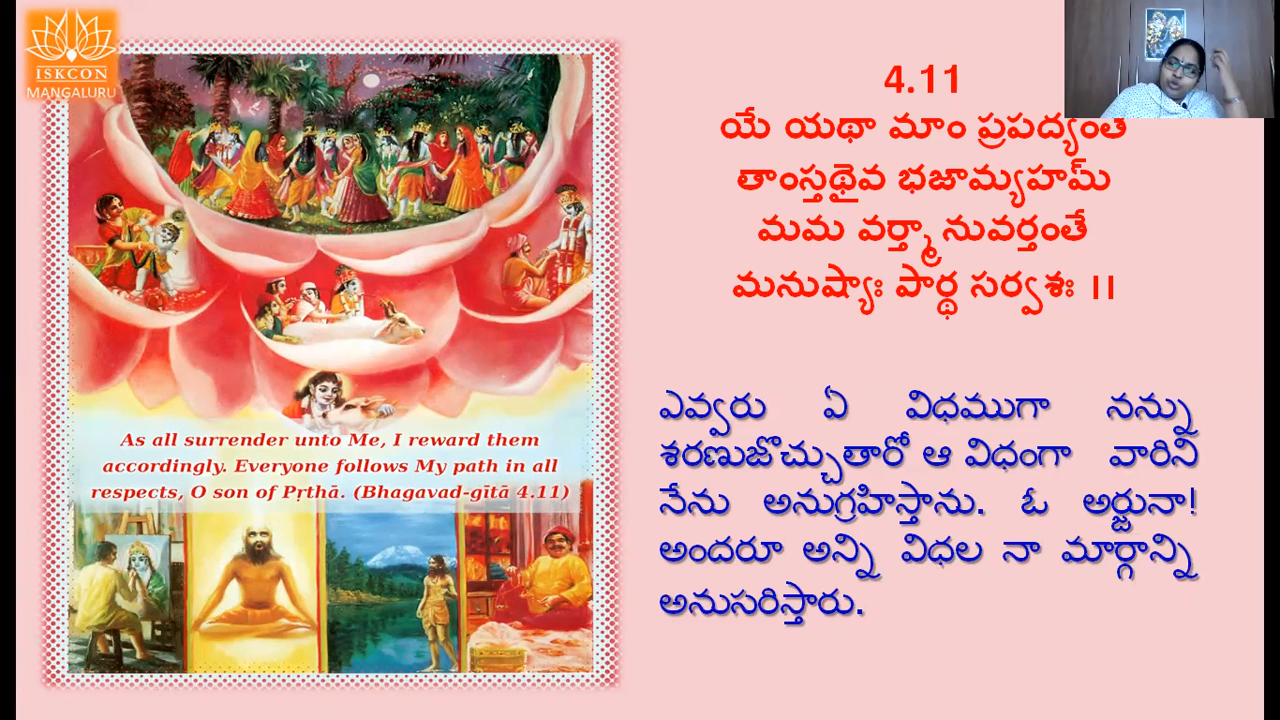 ISKCON
MANGALURU
4.11
యే యథా మాం ప్రపద్యంతే
తాంస్తథైవ భజామ్యహమ్
మమ వర్త్మా నువర్తంతే
మనుష్యాః పార్థ సర్వశః ।।
As all surrender unto Me, I reward them
accordingly. Everyone follows My path in all
respects, O son of Pṛthā. (Bhagavad-gītā 4.11)
ఎవ్వరు ఏ విధముగా నన్ను
శరణుజొచ్చుతారో ఆ విధంగా వారిని
నేను అనుగ్రహిస్తాను. ఓ అర్జునా!
అందరూ అన్ని విధల నా మార్గాన్ని
అనుసరిస్తారు.